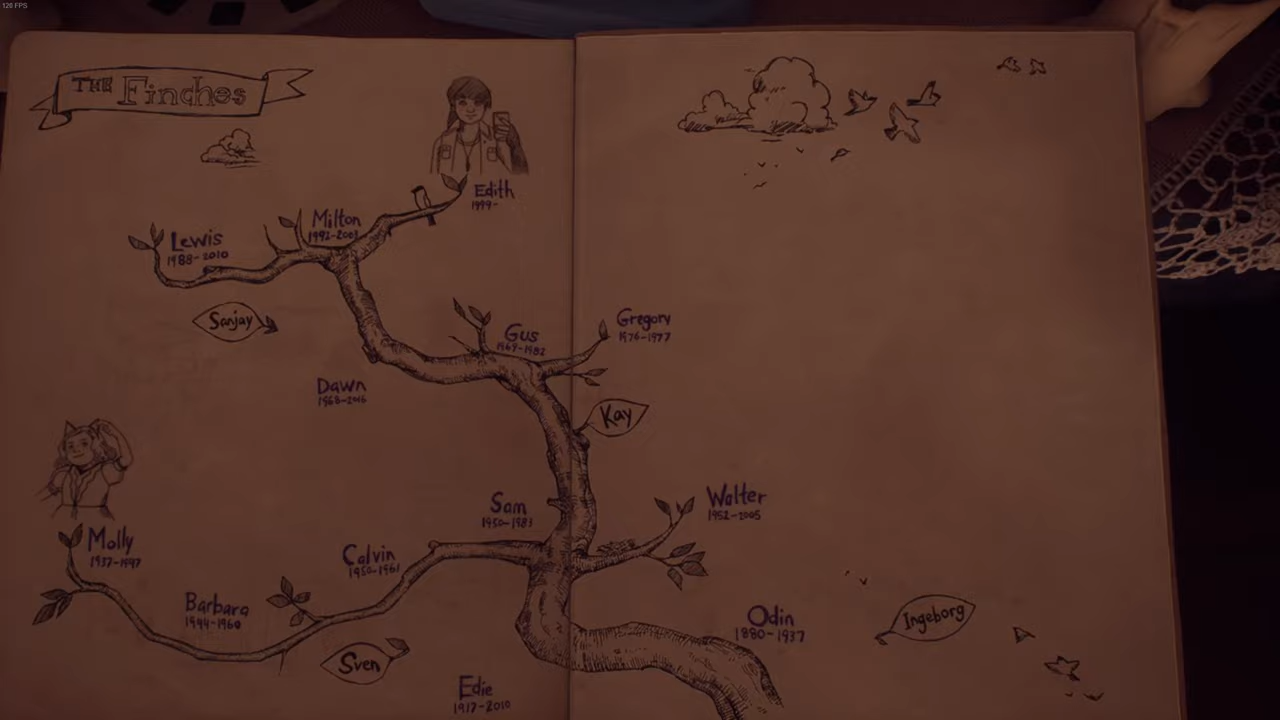 120 FPS
THE Finches
Edith
1999-
Milton
1992-2003
Lewis
1988-2010
Sanjay
Gus
1969-1982
Gregory
1976-1977
Dawn
1968-2016
Kay
Sam
1950-1983
Walter
1952-2005
Molly
1937-1947
Calvin
1950-1961
Barbara
1944-1960
Sven
Odin
1880-1937
Ingeborg
Edie
1917-2010